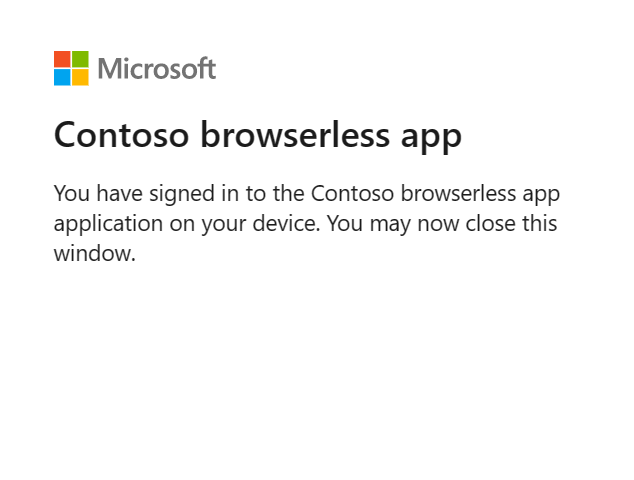 Microsoft
Contoso browserless app
You have signed in to the Contoso browserless app
application on your device. You may now close this
window.